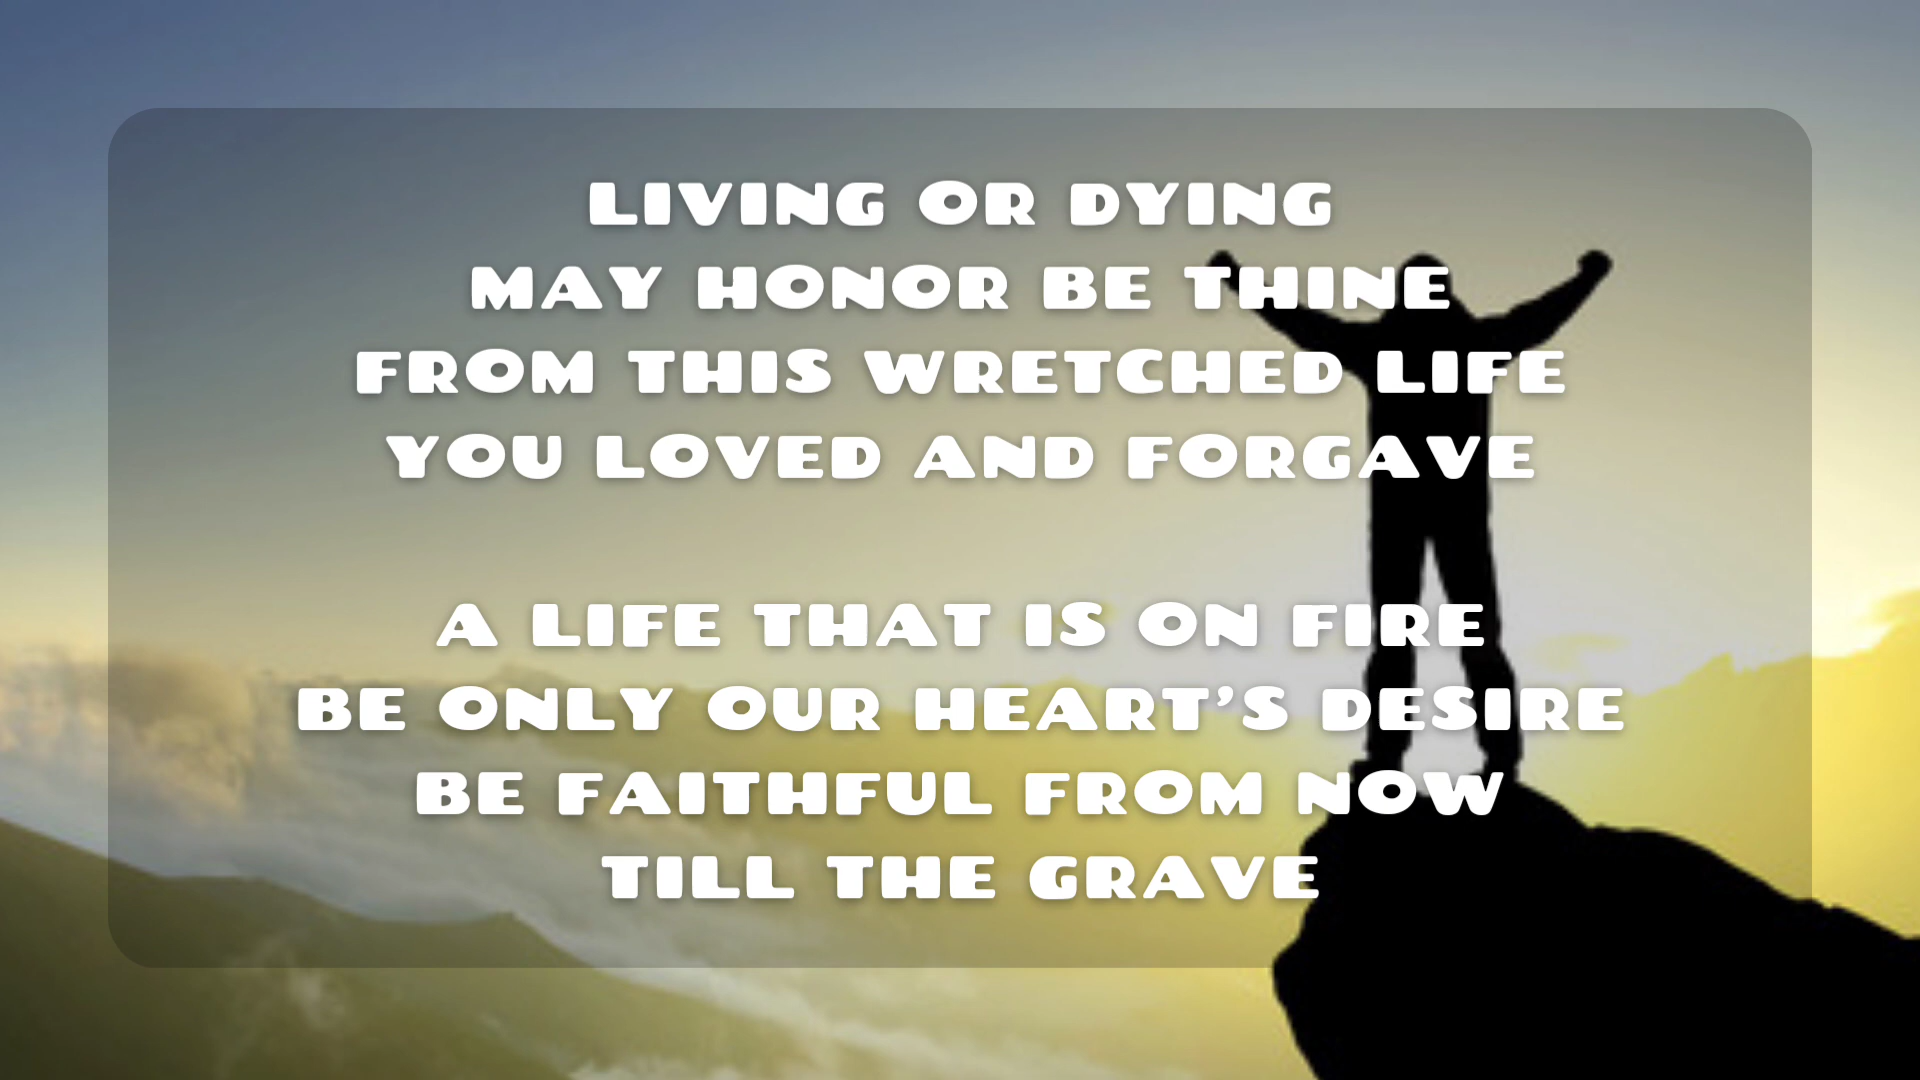 LIVING OR DYING
MAY HONOR BE THINE
FROM THIS WRETCHED LIFE
YOU LOVED AND FORGAVE
A LIFE THAT IS ON FIRE
BE ONLY OUR HEART'S DESIRE
BE FAITHFUL FROM NOW
TILL THE GRAVE